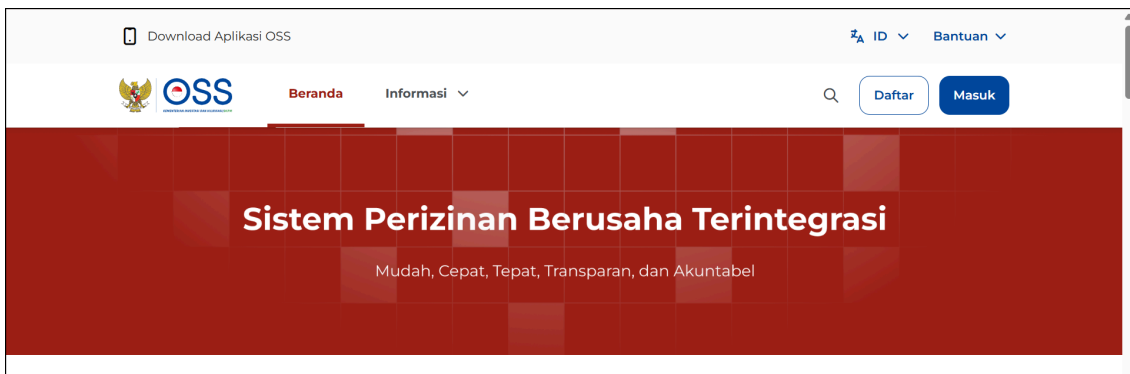 Download Aplikasi OSS
ID
Bantuan
OSS
Beranda
Informasi
Daftar
Masuk
Sistem Perizinan Berusaha Terintegrasi
Mudah, Cepat, Tepat, Transparan, dan Akuntabel